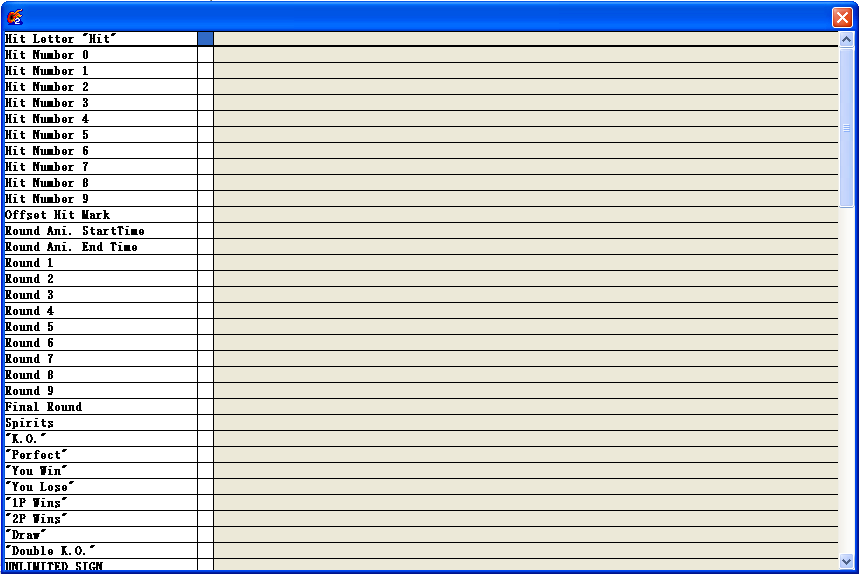 Hit Letter "Hit"
Hit Number 0
Hit Number 1
Hit Number 2
Hit Number 3
Hit Number 4
Hit Number 5
Hit Number 6
Hit Number 7
Hit Number 8
Hit Number 9
Offset Hit Mark
Round Ani. StartTime
Round Ani. End Time
Round 1
Round 2
Round 3
Round 4
Round 5
Round 6
Round 7
Round 8
Round 9
Final Round
Spirits
"K.O."
"Perfect"
"You Win"
"You Lose"
"1P Wins"
"2P Wins"
"Draw"
"Double K.O."
UNLIMITED SIGN